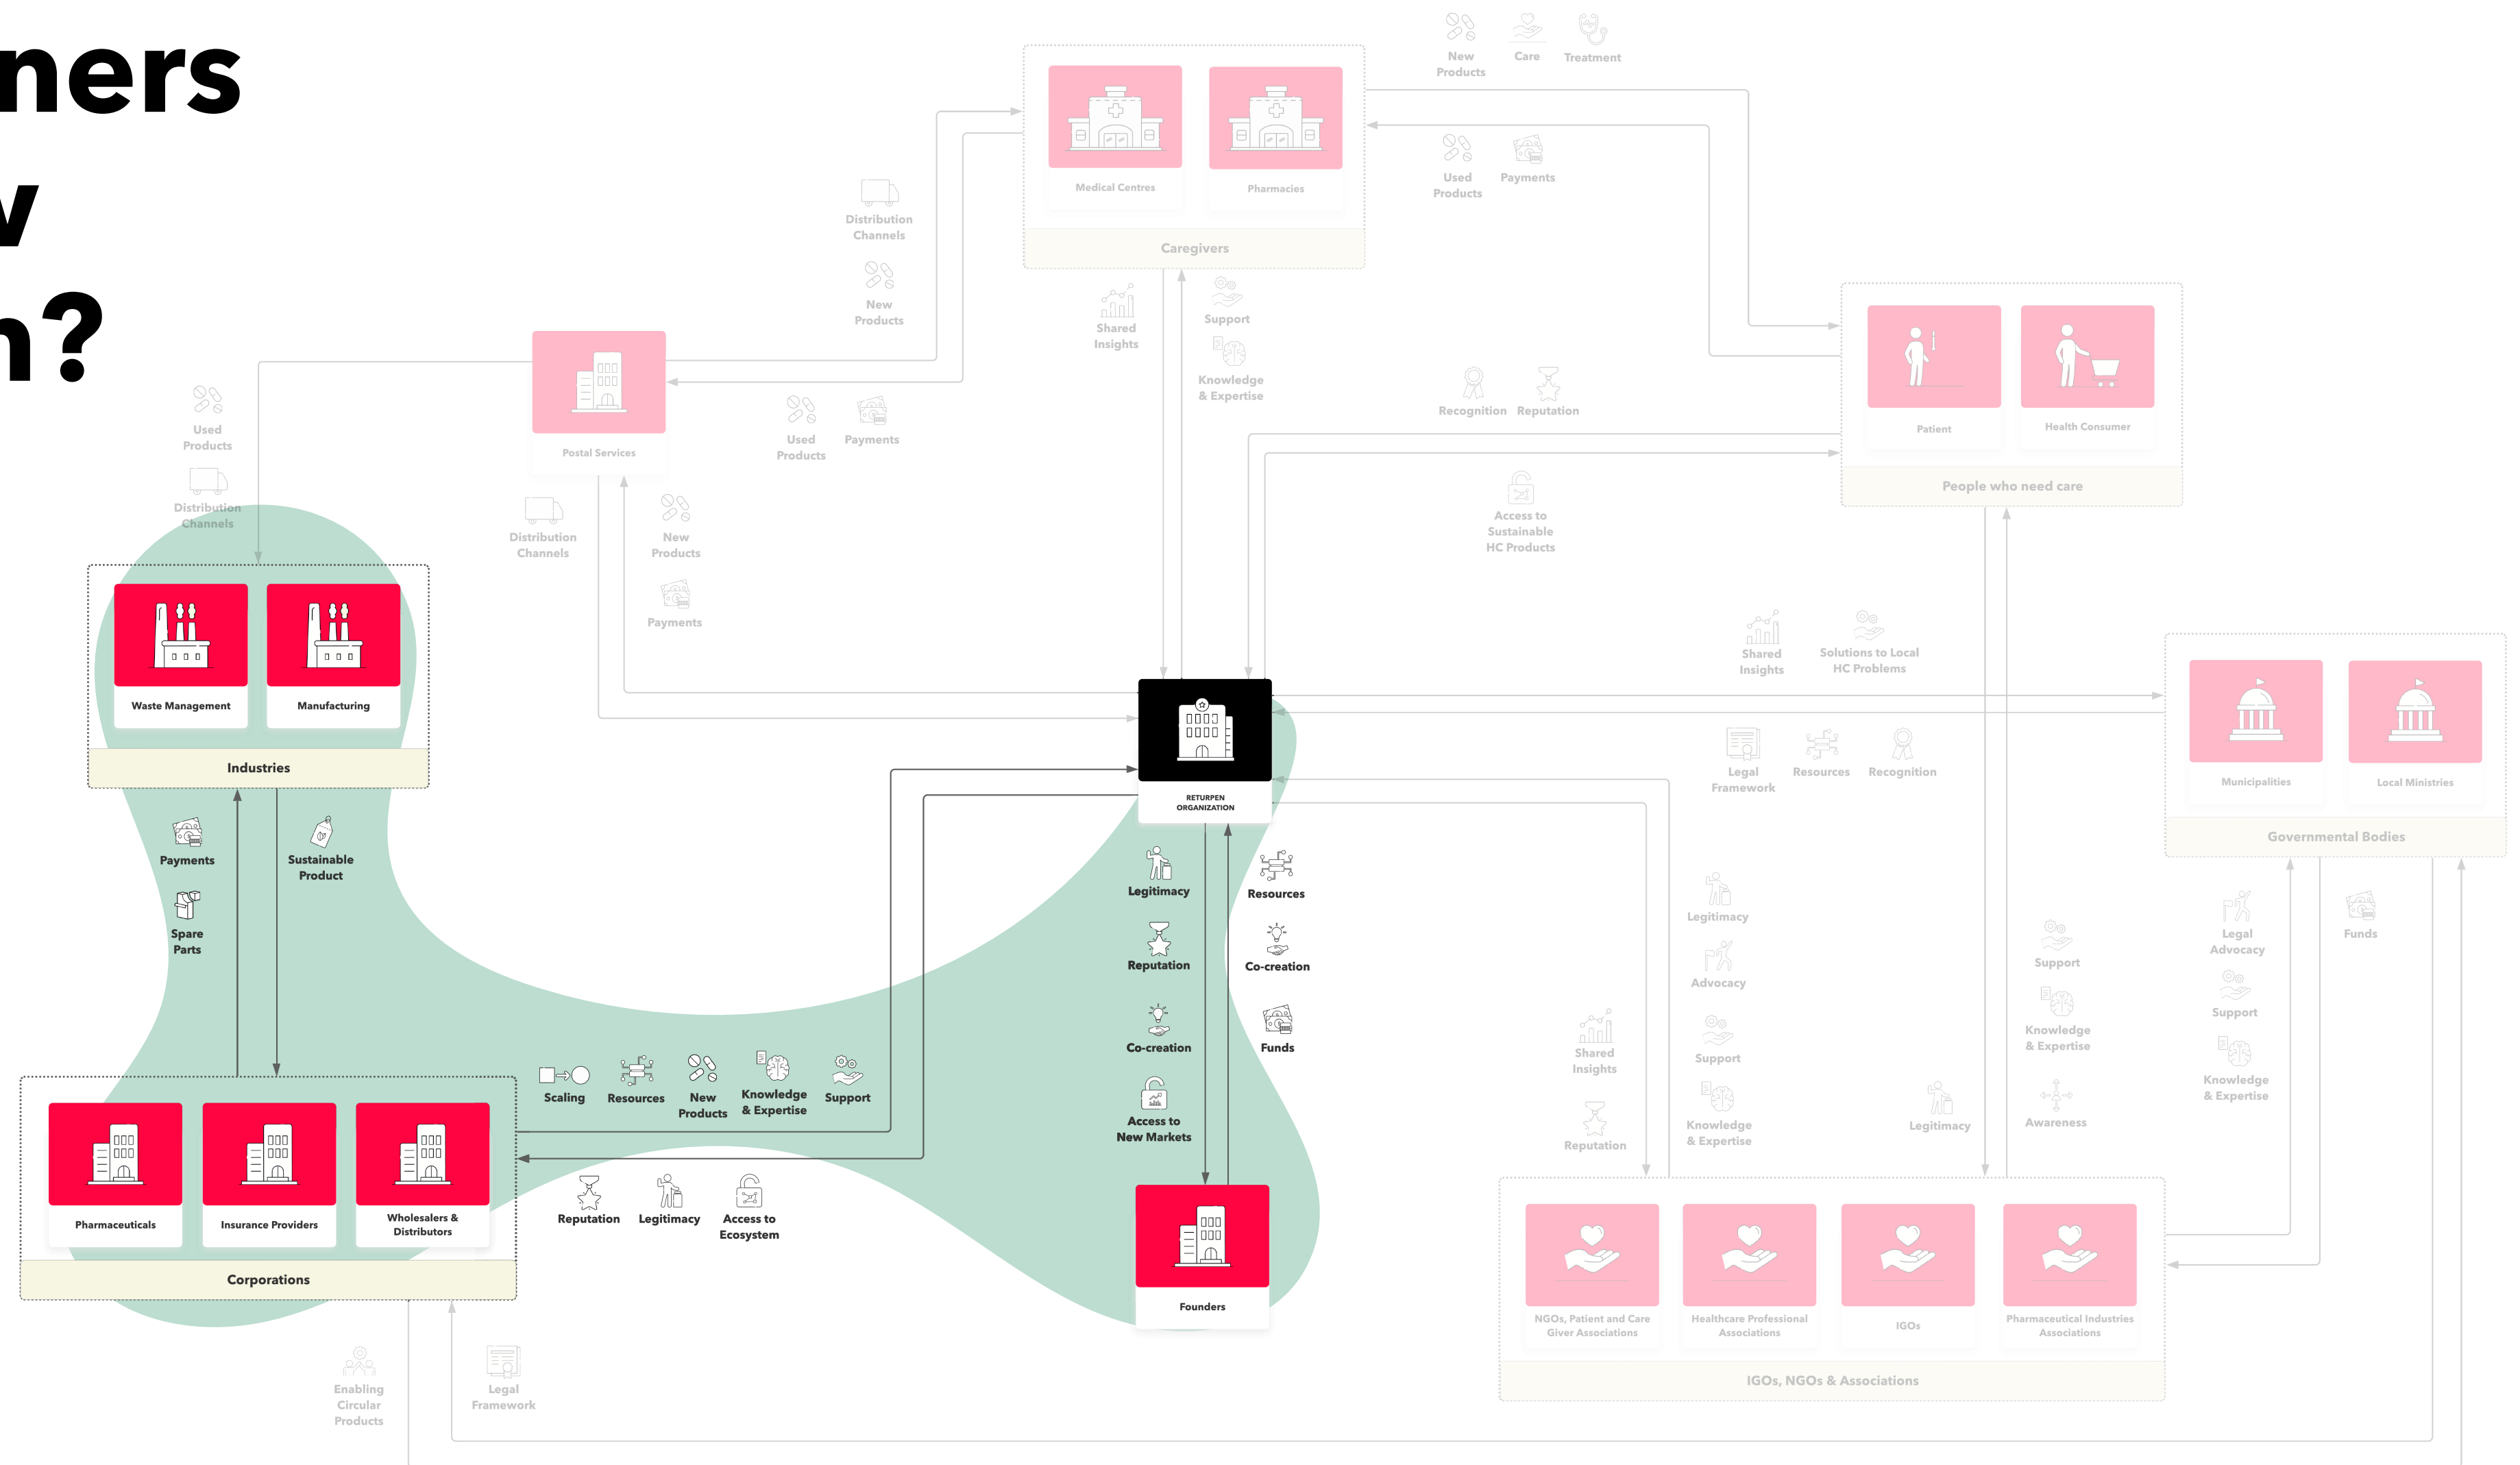 ners
v
n?
New
Products
Care
Treatment
Medical Centres
Pharmacies
Caregivers
Used
Products
Payments
Distribution
Channels
New
Products
Shared
Insights
Support
Knowledge
& Expertise
Postal Services
Used
Products
Payments
Used
Products
Distribution
Channels
Distribution
Channels
New
Products
Payments
Recognition
Reputation
Access to
Sustainable
HC Products
Patient
Health Consumer
People who need care
Waste Management
Manufacturing
Industries
Shared
Insights
Solutions to Local
HC Problems
Legal
Framework
Resources
Recognition
Municipalities
Local Ministries
Governmental Bodies
RETURPEN
ORGANIZATION
Payments
Spare
Parts
Sustainable
Product
Legitimacy
Reputation
Co-creation
Access to
New Markets
Resources
Co-creation
Funds
Founders
Scaling
Resources
New
Products
Knowledge
& Expertise
Support
Reputation
Legitimacy
Access to
Ecosystem
Pharmaceuticals
Insurance Providers
Wholesalers &
Distributors
Corporations
Enabling
Circular
Products
Legal
Framework
Shared
Insights
Reputation
Legitimacy
Advocacy
Support
Knowledge
& Expertise
Legitimacy
Support
Knowledge
& Expertise
Awareness
Legal
Advocacy
Support
Knowledge
& Expertise
Funds
NGOs, Patient and Care
Giver Associations
Healthcare Professional
Associations
IGOs
Pharmaceutical Industries
Associations
IGOs, NGOs & Associations